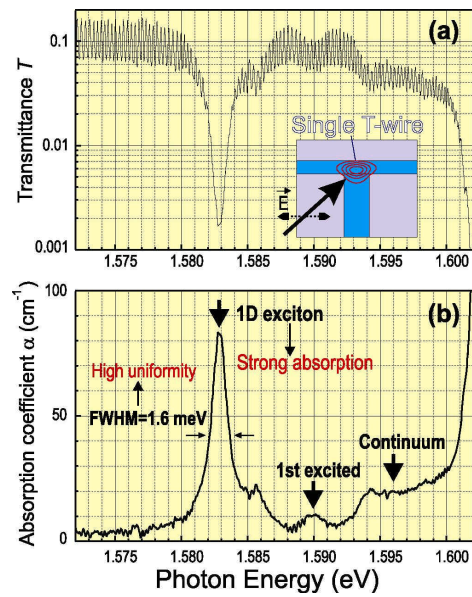 (a)
0.1
0.01
0.001
Transmittance T
Single T-wire
E
1.575
1.580
1.585
1.590
1.595
1.600
(b)
100
50
0
Absorption coefficient α (cm⁻¹)
1D exciton
High uniformity
Strong absorption
FWHM=1.6 meV
1st excited
Continuum
1.575
1.580
1.585
1.590
1.595
1.600
Photon Energy (eV)